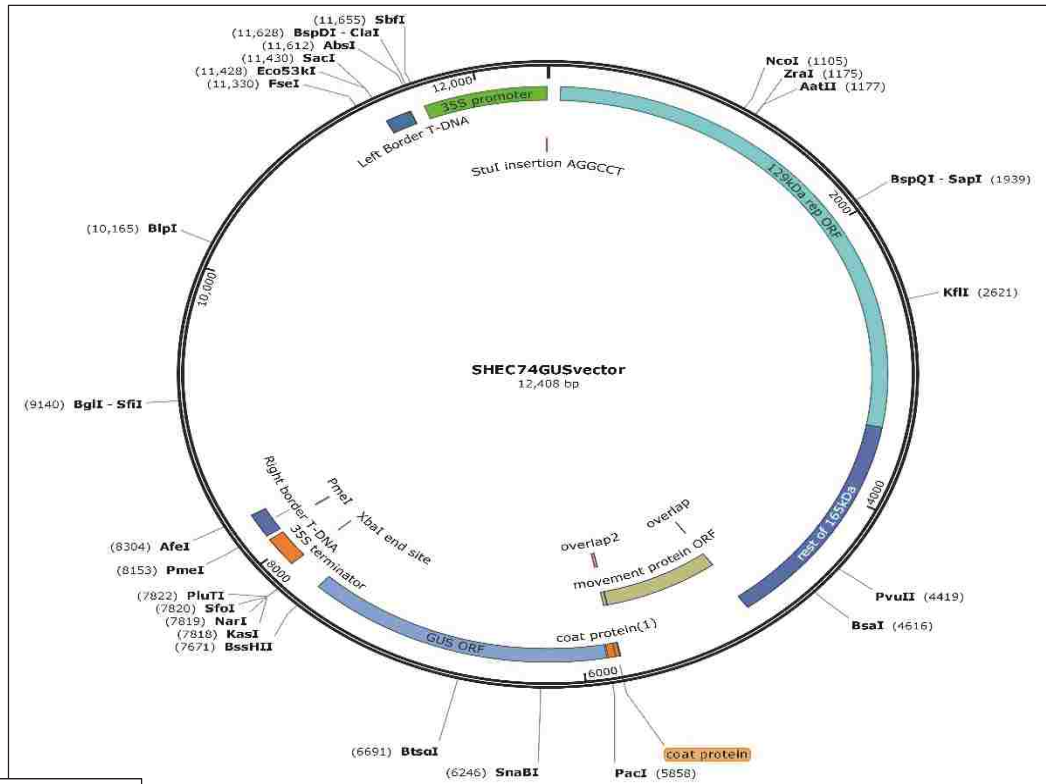 (11,655) SbfI
(11,628) BspDI - ClaI
(11,612) AbsI
(11,430) SacI
(11,428) Eco53kI
(11,330) FseI
12,000
35S promoter
Left Border T-DNA
StuI insertion AGGCCT
NcoI (1105)
ZraI (1175)
AatII (1177)
129kDa rep ORF
BspQI - SapI (1939)
2000
KflI (2621)
(10,165) BlpI
10,000
SHEC74GUSvector
12,408 bp
(9140) BglI - SfiI
Right border T-DNA
PmeI
XbaI end site
35S terminator
overlap
overlap2
movement protein ORF
rest of 165kDa
4000
(8304) AfeI
(8153) PmeI
8000
(7822) PluTI
(7820) SfoI
(7819) NarI
(7818) KasI
(7671) BssHII
GUS ORF
coat protein(1)
PvuII (4419)
BsaI (4616)
6000
coat protein
(6691) BtsαI
(6246) SnaBI
PacI (5858)